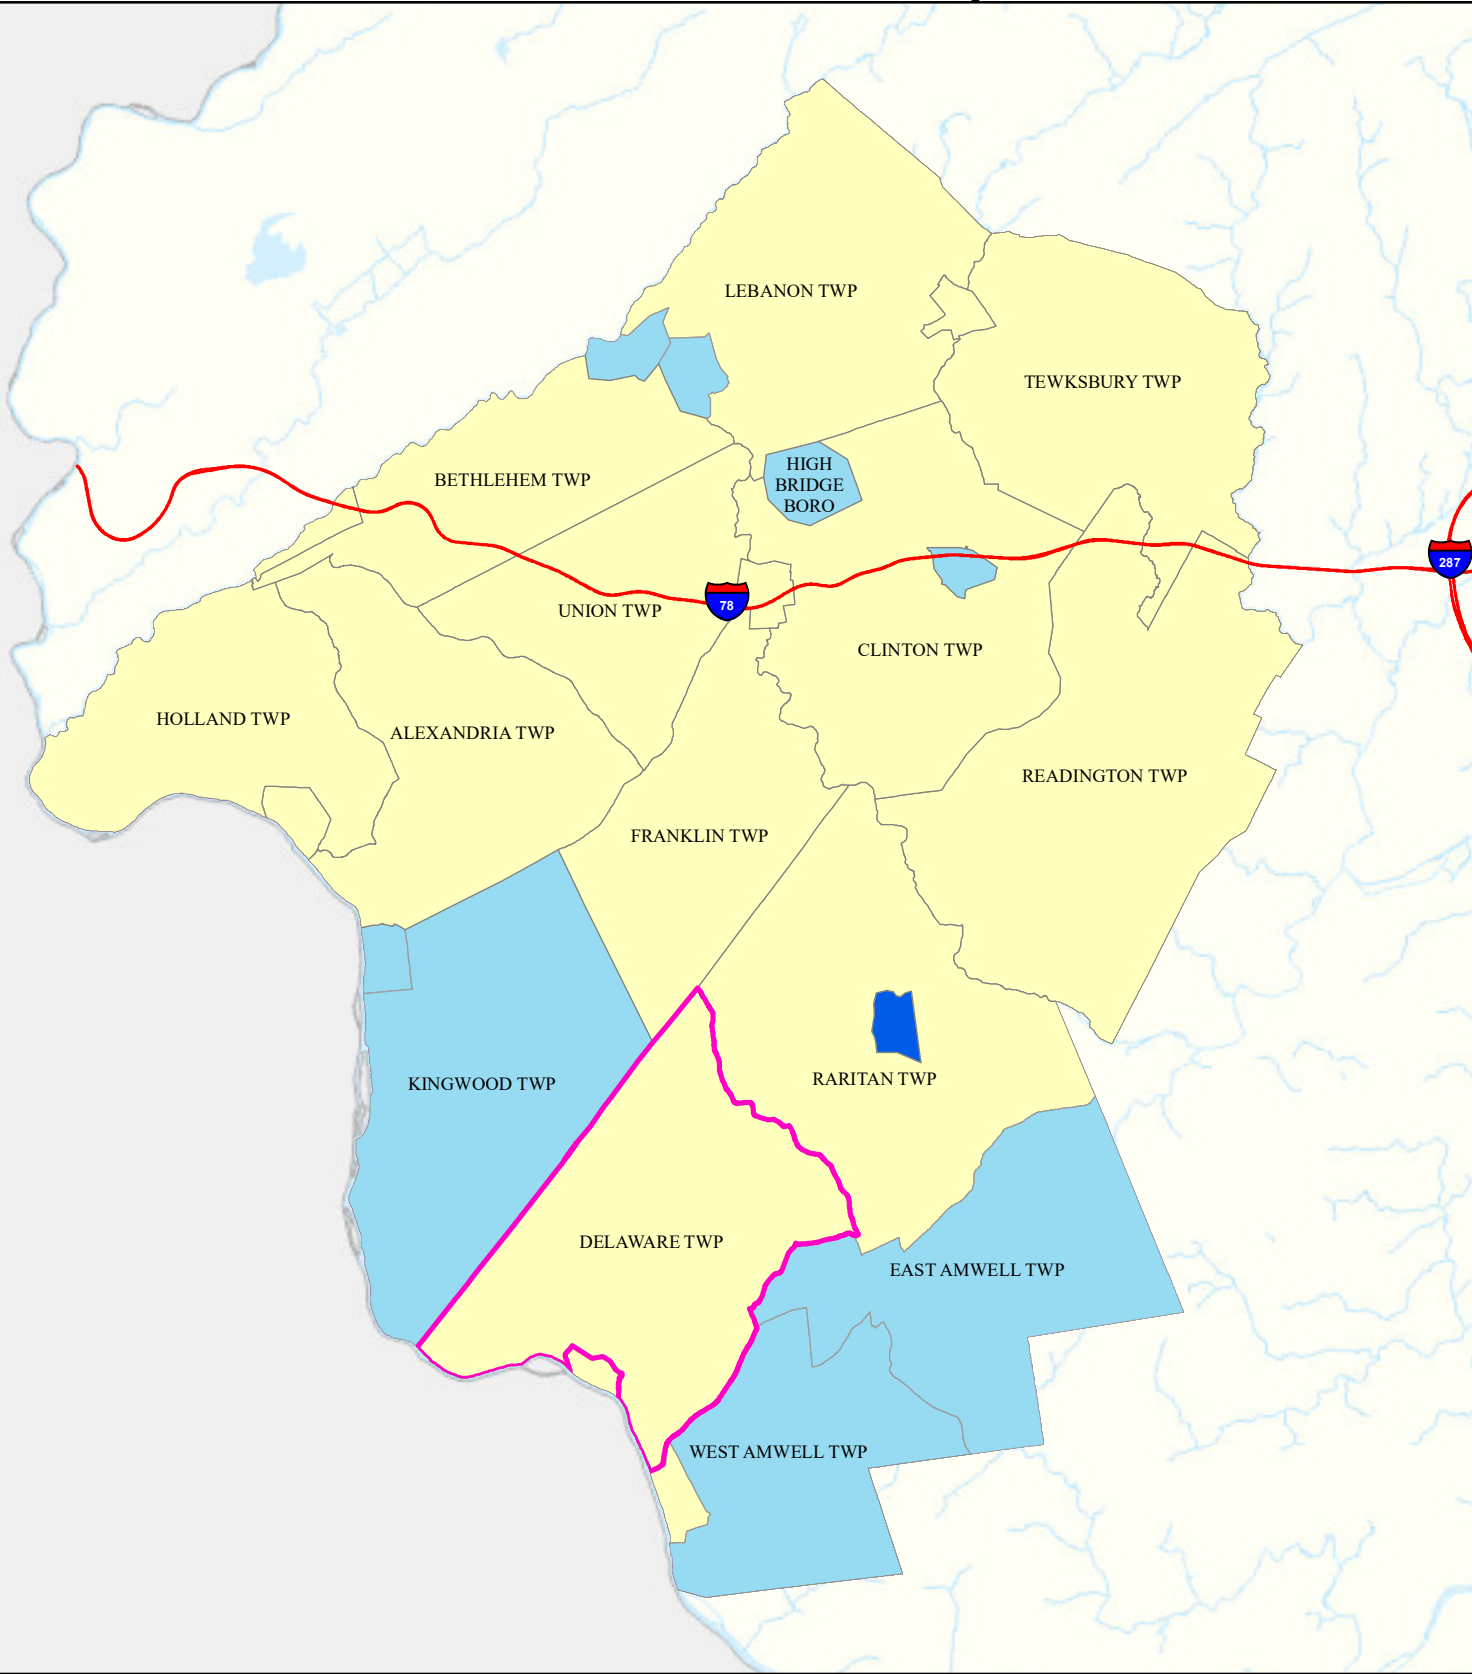 LEBANON TWP
TEWKSBURY TWP
HIGH
BRIDGE
BORO
BETHLEHEM TWP
287
78
UNION TWP
CLINTON TWP
HOLLAND TWP
ALEXANDRIA TWP
READINGTON TWP
FRANKLIN TWP
RARITAN TWP
KINGWOOD TWP
DELAWARE TWP
EAST AMWELL TWP
WEST AMWELL TWP